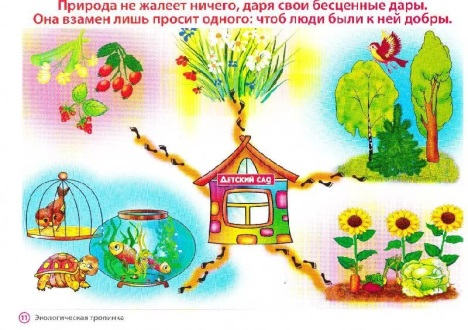 Природа не жалеет ничего, даря свои бесценные дары.
Она взамен лишь просит одного: чтоб люди были к ней добры.
ДЕТСКИЙ САД
11 Экологическая тропинка